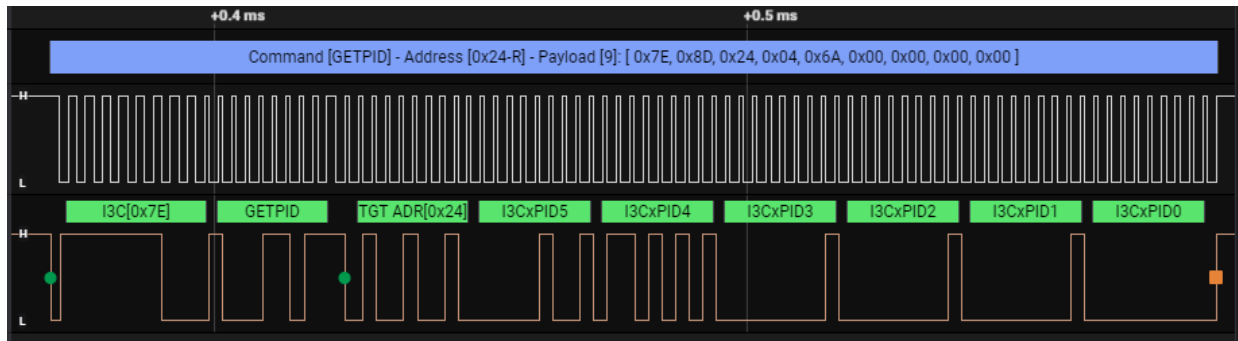 +0.4 ms +0.5 ms
Command [GETPID] - Address [0x24-R] - Payload [9]: [ 0x7E, 0x8D, 0x24, 0x04, 0x6A, 0x00, 0x00, 0x00, 0x00 ]
H
L
I3C[0x7E] GETPID TGT ADR[0x24] I3CxPID5 I3CxPID4 I3CxPID3 I3CxPID2 I3CxPID1 I3CxPID0
H
L